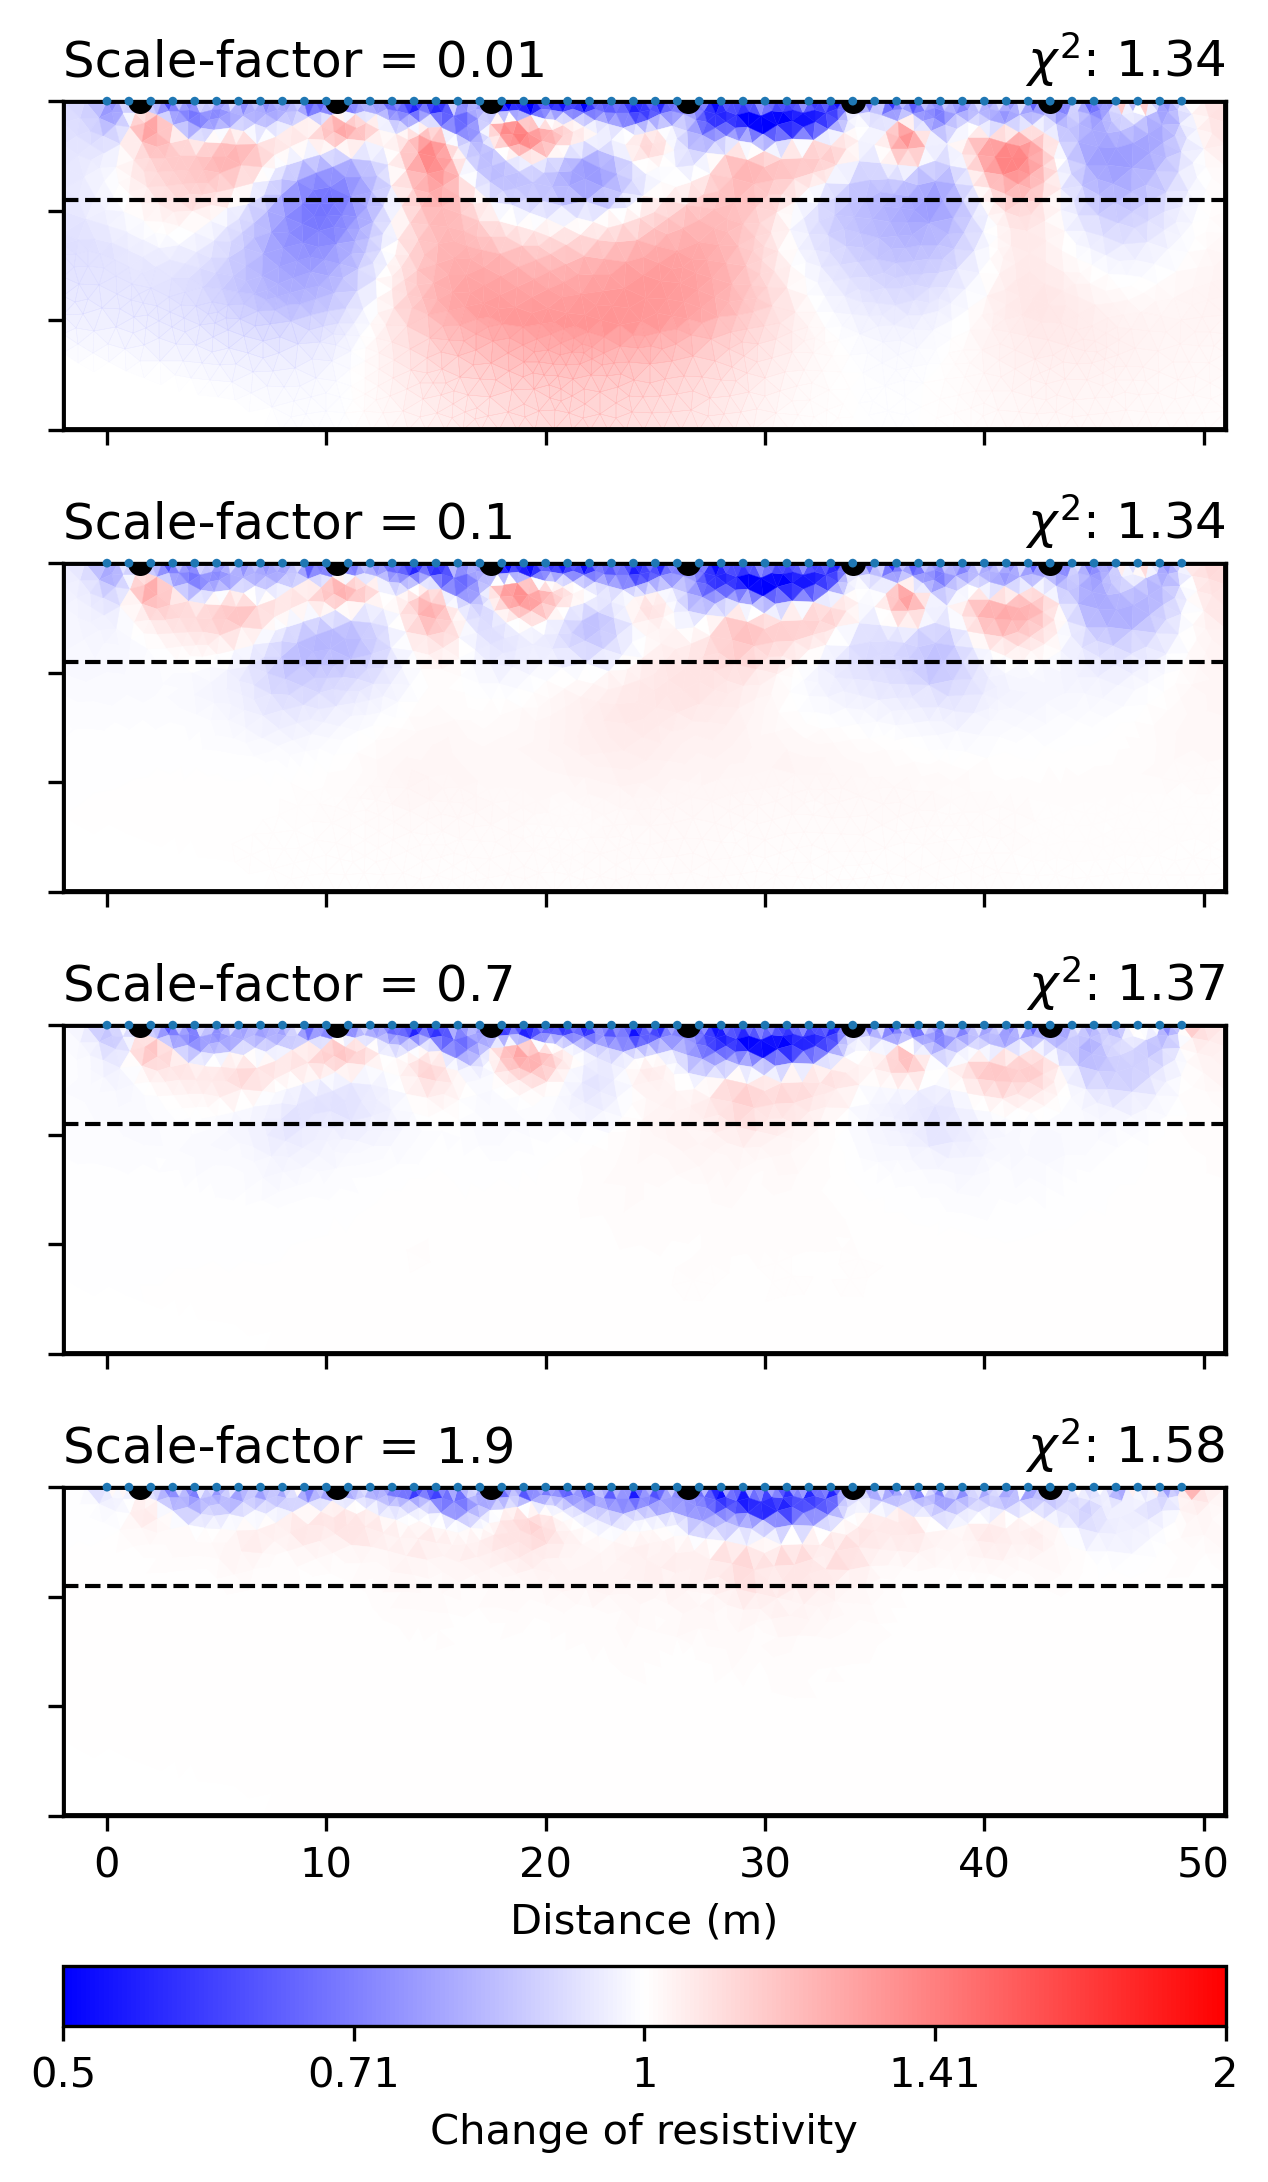 Scale-factor = 0.01 χ²: 1.34
Scale-factor = 0.1 χ²: 1.34
Scale-factor = 0.7 χ²: 1.37
Scale-factor = 1.9 χ²: 1.58
0 10 20 30 40 50
Distance (m)
0.5 0.71 1 1.41 2
Change of resistivity